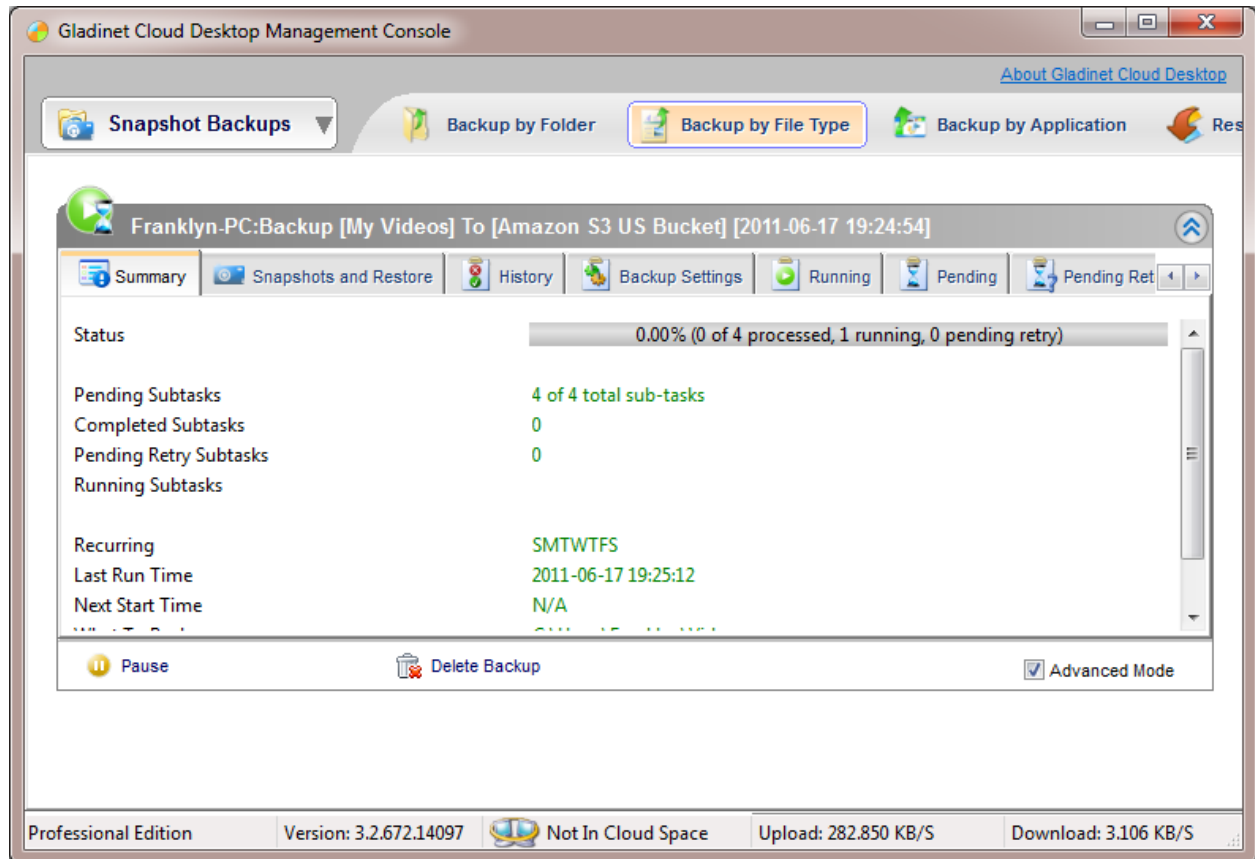 Gladinet Cloud Desktop Management Console
About Gladinet Cloud Desktop
Snapshot Backups
Backup by Folder
Backup by File Type
Backup by Application
Res
Franklyn-PC:Backup [My Videos] To [Amazon S3 US Bucket] [2011-06-17 19:24:54]
Summary
Snapshots and Restore
History
Backup Settings
Running
Pending
Pending Ret
Status 0.00% (0 of 4 processed, 1 running, 0 pending retry)
Pending Subtasks 4 of 4 total sub-tasks
Completed Subtasks 0
Pending Retry Subtasks 0
Running Subtasks
Recurring SMTWTFS
Last Run Time 2011-06-17 19:25:12
Next Start Time N/A
Pause
Delete Backup
Advanced Mode
Professional Edition
Version: 3.2.672.14097
Not In Cloud Space
Upload: 282.850 KB/S
Download: 3.106 KB/S